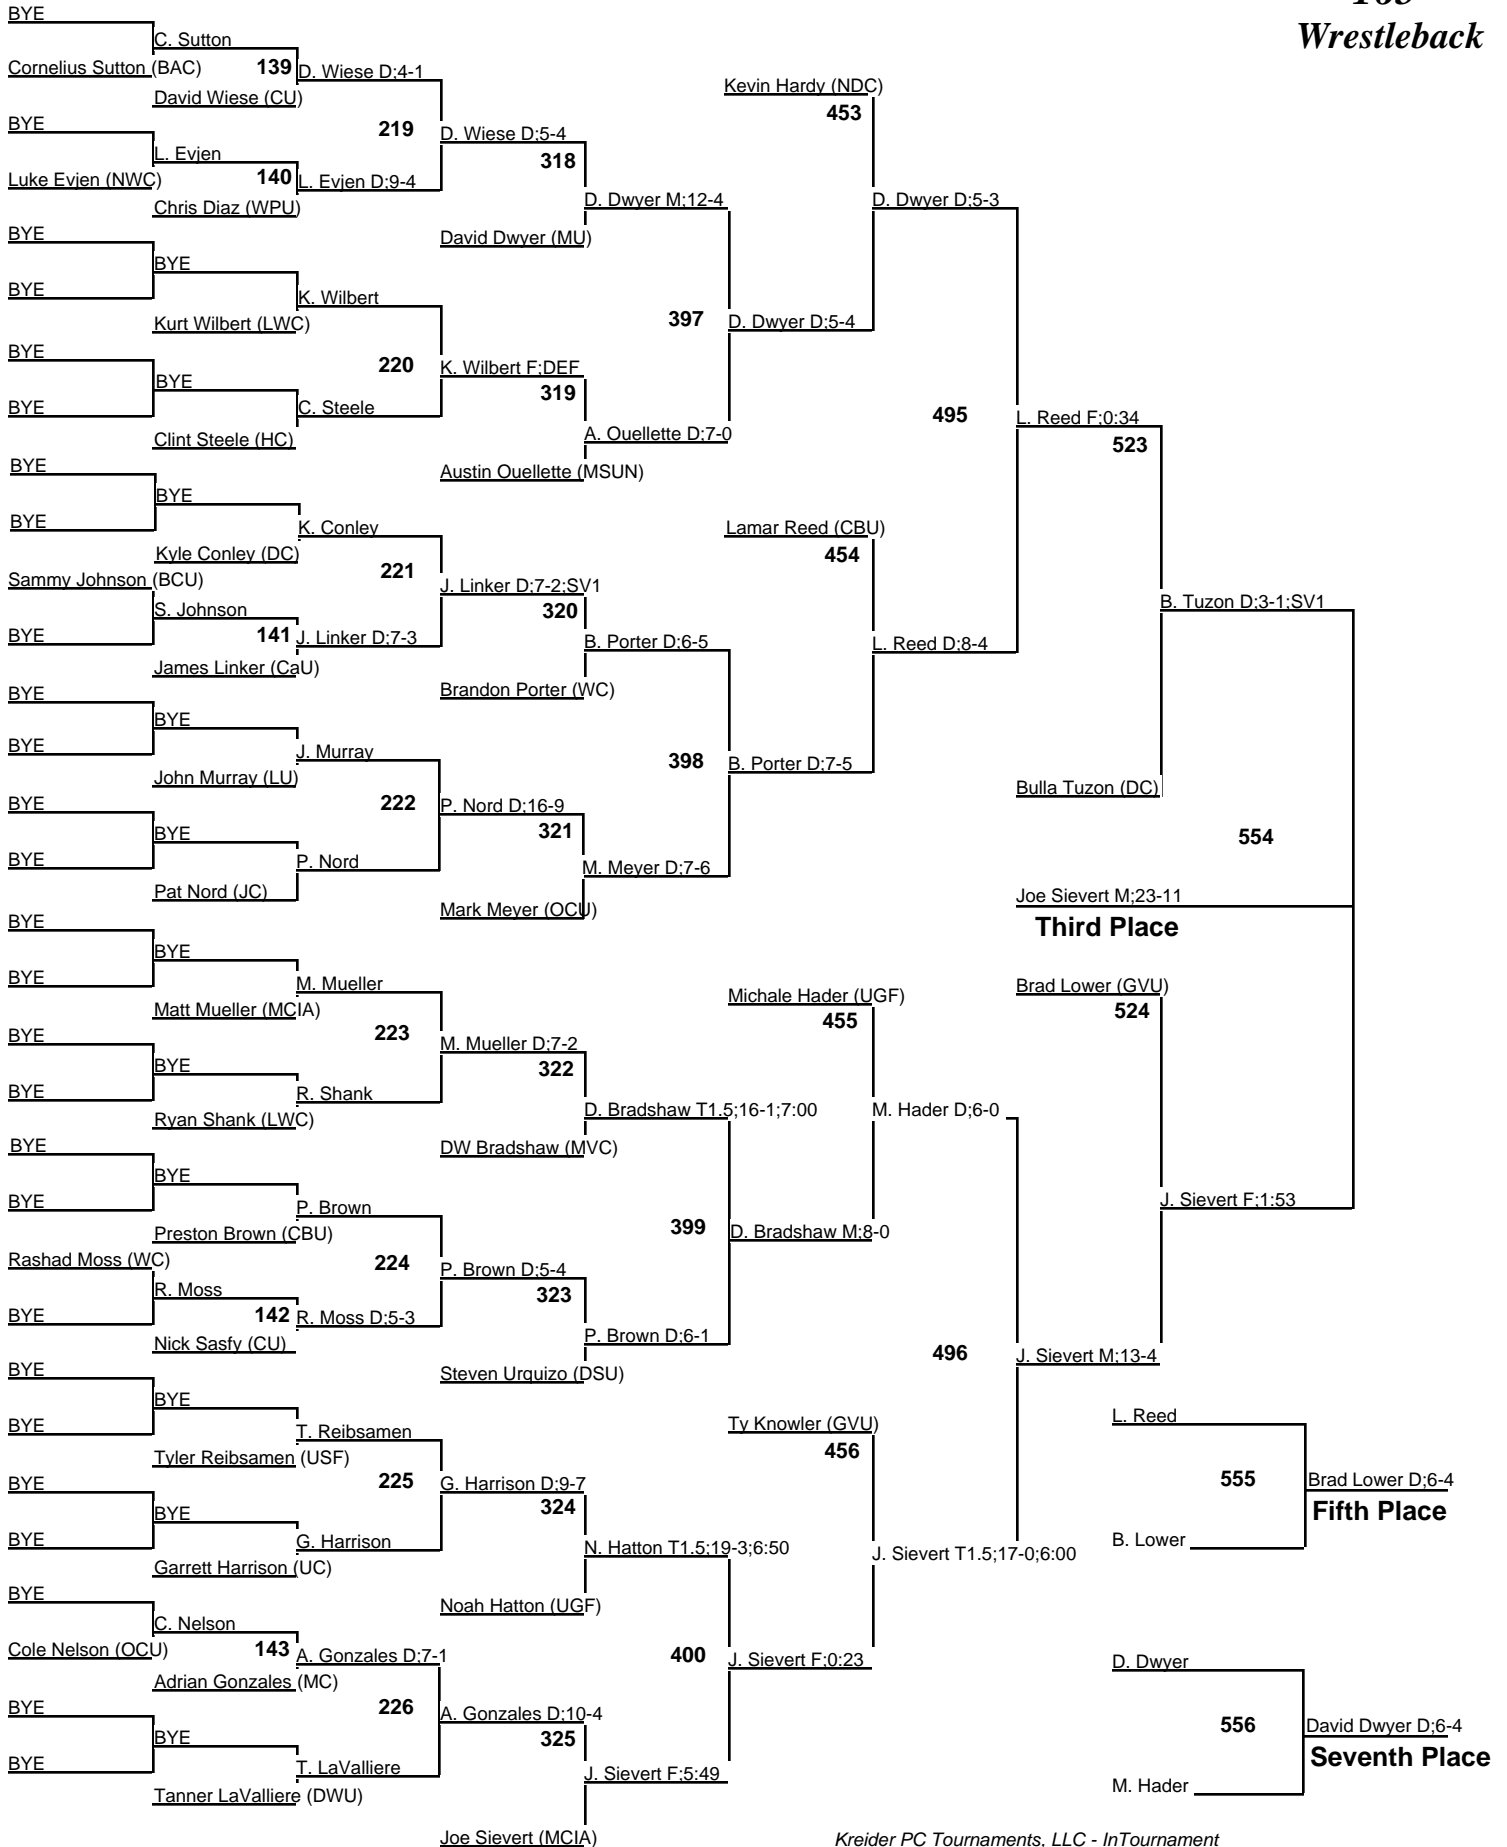 Wrestleback
BYE
C. Sutton
Cornelius Sutton (BAC)
139
D. Wiese D;4-1
David Wiese (CU)
Kevin Hardy (NDC)
453
BYE
219
D. Wiese D;5-4
L. Evjen
318
Luke Evjen (NWC)
140
L. Evjen D;9-4
Chris Diaz (WPU)
D. Dwyer M;12-4
D. Dwyer D;5-3
BYE
David Dwyer (MU)
BYE
BYE
K. Wilbert
Kurt Wilbert (LWC)
397
D. Dwyer D;5-4
BYE
220
K. Wilbert F;DEF
BYE
319
BYE
C. Steele
495
L. Reed F;0:34
Clint Steele (HC)
A. Ouellette D;7-0
523
BYE
Austin Ouellette (MSUN)
BYE
BYE
K. Conley
Lamar Reed (CBU)
Kyle Conley (DC)
454
Sammy Johnson (BCU)
221
J. Linker D;7-2;SV1
S. Johnson
320
B. Tuzon D;3-1;SV1
BYE
141
J. Linker D;7-3
B. Porter D;6-5
L. Reed D;8-4
James Linker (CaU)
BYE
Brandon Porter (WC)
BYE
BYE
J. Murray
John Murray (LU)
398
B. Porter D;7-5
Bulla Tuzon (DC)
BYE
222
P. Nord D;16-9
BYE
321
554
BYE
P. Nord
M. Meyer D;7-6
Pat Nord (JC)
Joe Sievert M;23-11
Mark Meyer (OCU)
Third Place
BYE
BYE
BYE
M. Mueller
Michale Hader (UGF)
Brad Lower (GVU)
Matt Mueller (MCIA)
455
524
BYE
223
M. Mueller D;7-2
BYE
322
BYE
R. Shank
D. Bradshaw T1.5;16-1;7:00
M. Hader D;6-0
Ryan Shank (LWC)
BYE
DW Bradshaw (MVC)
BYE
BYE
P. Brown
J. Sievert F;1:53
Preston Brown (CBU)
399
D. Bradshaw M;8-0
Rashad Moss (WC)
224
P. Brown D;5-4
R. Moss
323
BYE
142
R. Moss D;5-3
P. Brown D;6-1
Nick Sasfy (CU)
496
J. Sievert M;13-4
BYE
Steven Urquizo (DSU)
BYE
L. Reed
BYE
T. Reibsamen
Ty Knowler (GVU)
Tyler Reibsamen (USF)
456
BYE
225
G. Harrison D;9-7
555
Brad Lower D;6-4
BYE
324
Fifth Place
BYE
G. Harrison
N. Hatton T1.5;19-3;6:50
J. Sievert T1.5;17-0;6:00
B. Lower
Garrett Harrison (UC)
BYE
Noah Hatton (UGF)
C. Nelson
Cole Nelson (OCU)
143
A. Gonzales D;7-1
400
J. Sievert F;0:23
D. Dwyer
Adrian Gonzales (MC)
BYE
226
A. Gonzales D;10-4
556
David Dwyer D;6-4
BYE
325
Seventh Place
BYE
T. LaValliere
J. Sievert F;5:49
M. Hader
Tanner LaValliere (DWU)
Joe Sievert (MCIA)
Kreider PC Tournaments, LLC - InTournament